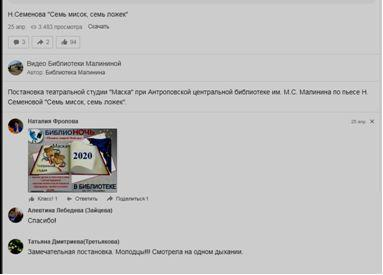 Н.Семенова "Семь мисок, семь ложек"
25 апр 3 483 просмотра Скачать
3 2 94
Видео Библиотеки Малининой
Автор: Библиотека Малинина
Постановка театральной студии "Маска" при Антроповской центральной библиотеке им. М.С. Малинина по пьесе Н.
Семеновой "Семь мисок, семь ложек".
Наталия Фролова
25 апр.
БИБЛИОНОЧЬ
«Маска»
2020
В БИБЛИОТЕКЕ
Класс! 1 Ответить Поделиться 1
Алевтина Лебедева (Зайцева)
Спасибо!
Татьяна Дмитриева(Третьякова)
Замечательная постановка. Молодцы!!! Смотрела на одном дыхании.